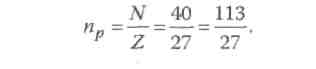 n_p = N/Z = 40/27 = 113/27.